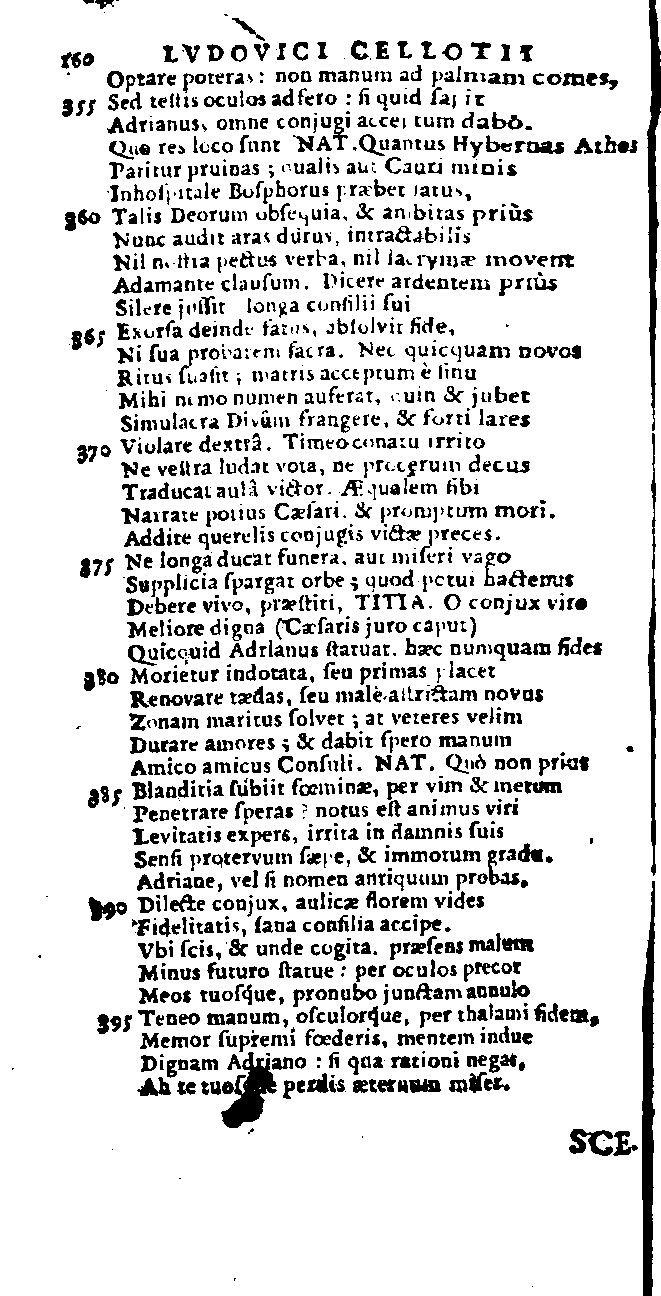 160 LVDOVICI CELLOTII
Optare poteras : non manum ad palmam comes,
355 Sed testis oculos adfero : si quid sapit
Adrianus, omne conjugi acceptum dabo.
Quo res loco sunt NAT. Quantus Hybernas Athos
Paritur pruinas ; qualis aut Cauri minis
Inhospitale Bosphorus præbet latus,
360 Talis Deorum obsequia, & ambitas priùs
Nunc audit aras durus, intractabilis
Nil nostra pectus verba, nil lacrymæ movent
Adamante clausum. Dicere ardentem priùs
Silere jussit longa consilii sui
365 Exorsa deinde fatus, absolvit fide,
Ni sua probarem sacra. Nec quicquam novos
Ritus suasit ; matris acceptum è sinu
Mihi nemo numen auferat, quin & jubet
Simulacra Divûm frangere, & forti lares
370 Violare dextrâ. Timeo conatu irrito
Ne vestra ludat vota, ne procerum decus
Traducat aulâ victor. Æqualem sibi
Narrate potius Cæsari, & promptum mori.
Addite querelis conjugis victæ preces.
375 Ne longa ducat funera, aut miseri vago
Supplicia spargat orbe ; quod potui hactenus
Debere vivo, præstiti, TITIA. O conjux viro
Meliore digna (Cæsaris juro caput)
Quicquid Adrianus statuat, hæc numquam fides
380 Morietur indotata, seu primas placet
Renovare tædas, seu malè astrictam novus
Zonam maritus solvet ; at veteres velim
Durare amores ; & dabit spero manum
Amico amicus Consuli. NAT. Quò non prius
385 Blanditia subiit fœminæ, per vim & metum
Penetrare speras ? notus est animus viri
Levitatis expers, irrita in damnis suis
Sensi protervum sæpe, & immotum gradu.
Adriane, vel si nomen antiquum probas,
390 Dilecte conjux, aulicæ florem vides
Fidelitatis, sana consilia accipe.
Vbi scis, & unde cogita, præsens malum
Minus futuro statue : per oculos precor
Meos tuosque, pronubo junctam annulo
395 Teneo manum, osculorque, per thalami fidem,
Memor supremi fœderis, mentem indue
Dignam Adriano : si qua rationi negas,
Ah te tuosque perdis æternum miser.
SCE.